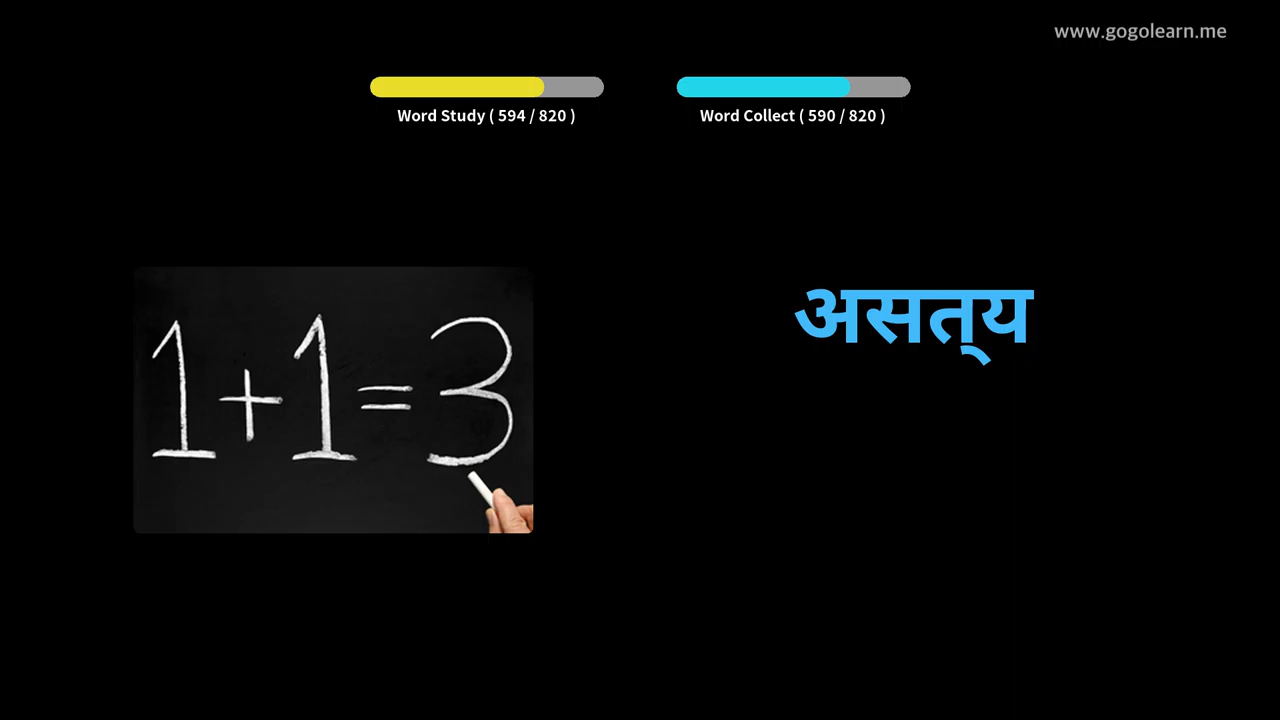 www.gogolearn.me
Word Study ( 594 / 820 )
Word Collect ( 590 / 820 )
1+1=3
असत्‌य